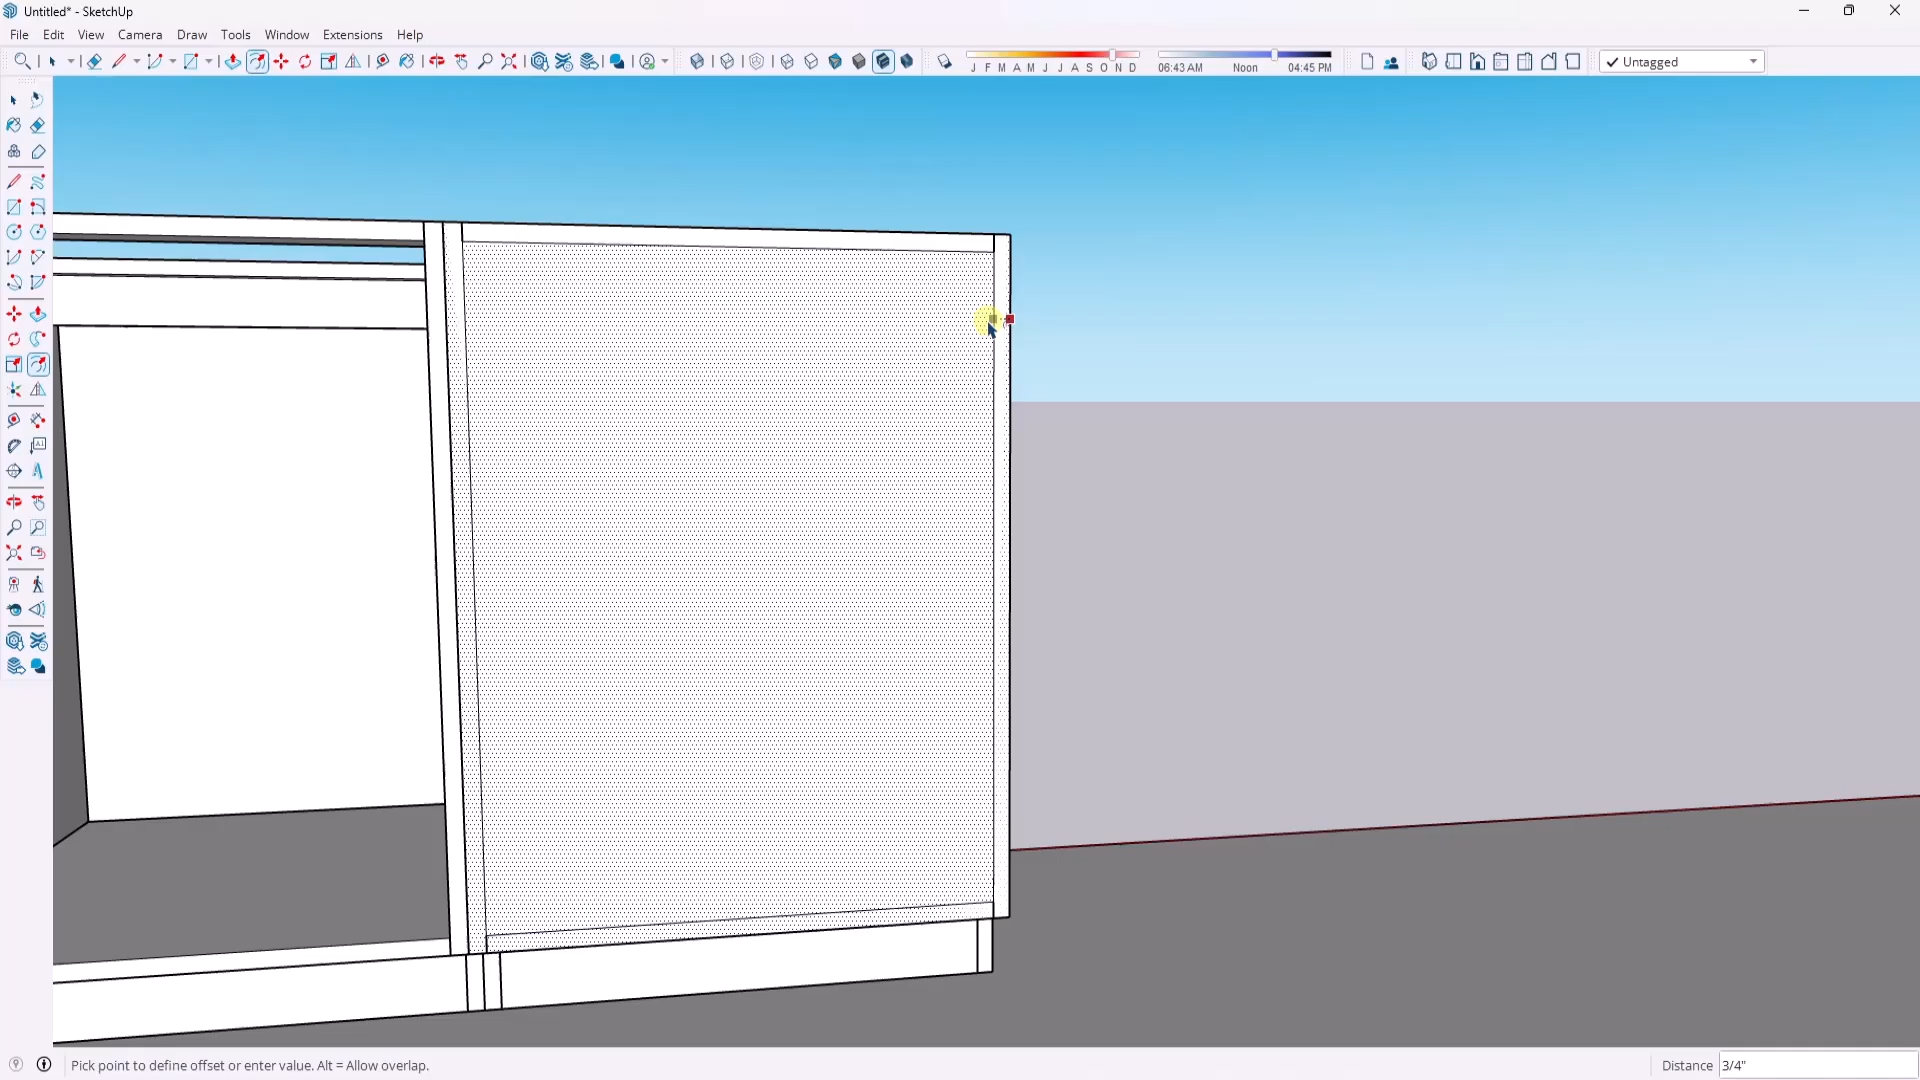 Untitled* - SketchUp
File Edit View Camera Draw Tools Window Extensions Help
J F M A M J J A S O N D
06:43 AM Noon 04:45 PM
Untagged
A1
Pick point to define offset or enter value. Alt = Allow overlap.
Distance 3/4"